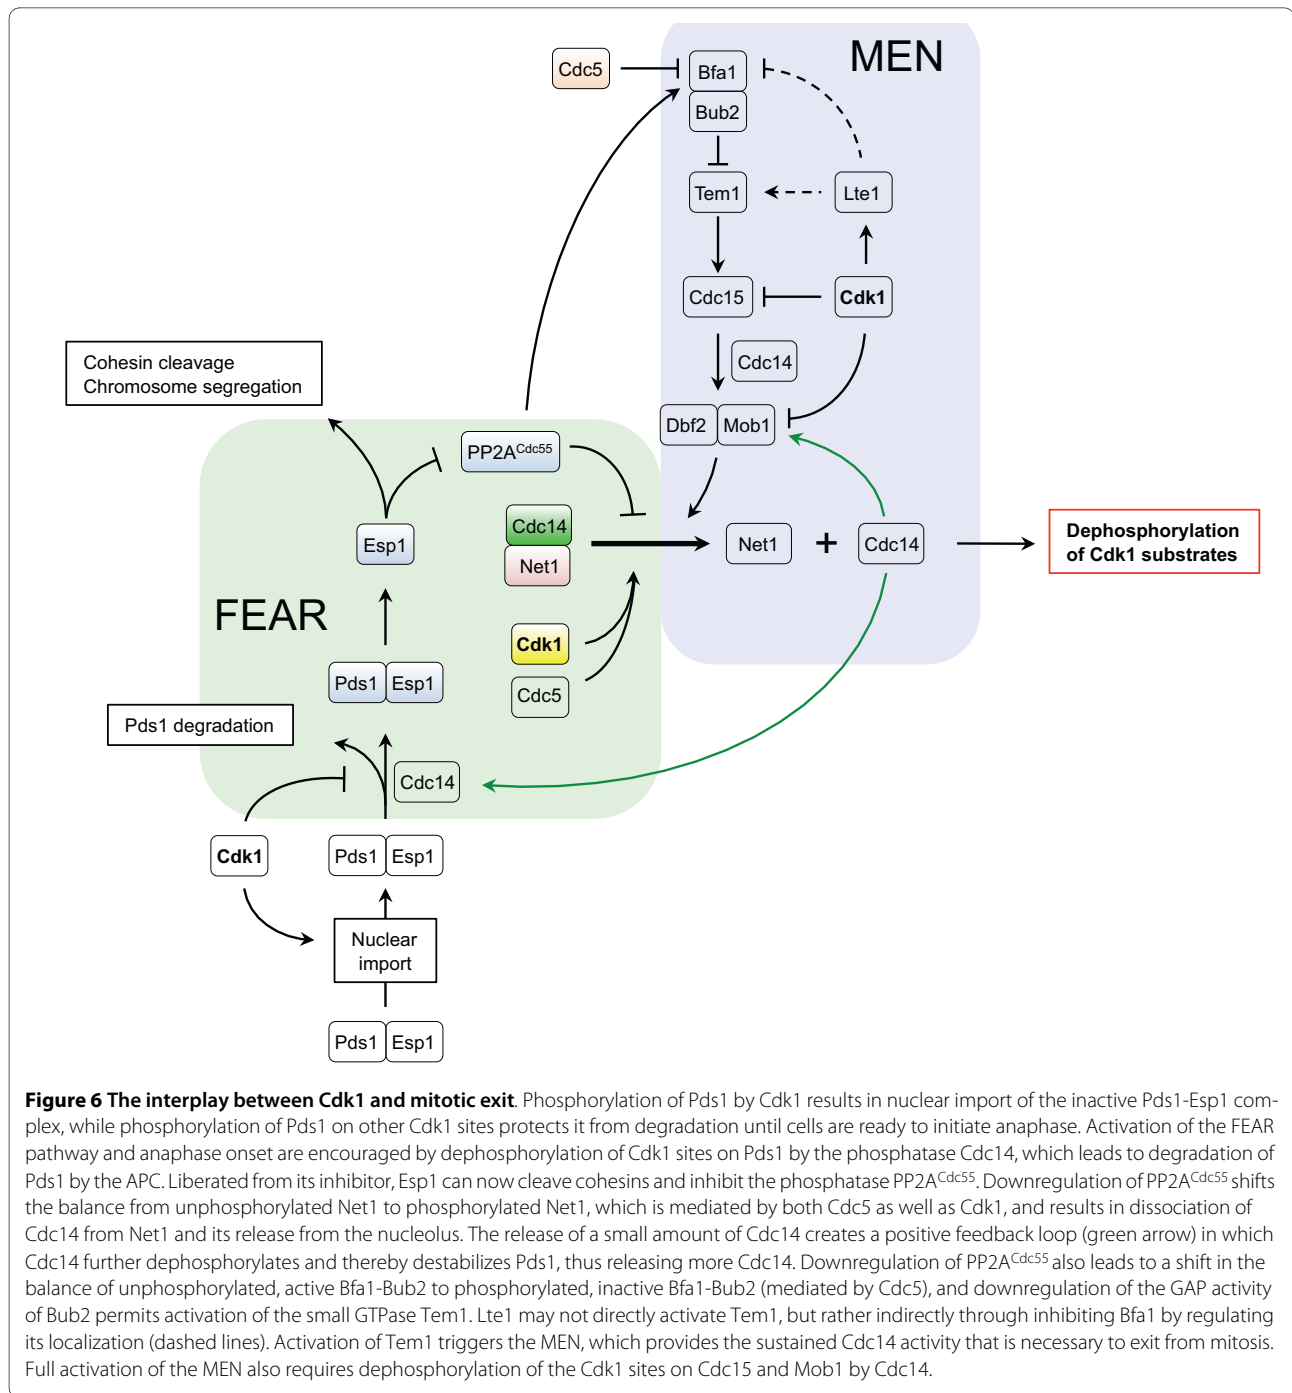 MEN
Cdc5
Bfa1
Bub2
Tem1
Lte1
Cdc15
Cdk1
Cdc14
Dbf2
Mob1
Cohesin cleavage
Chromosome segregation
PP2ACdc55
Cdc14
Net1
Esp1
Net1
+
Cdc14
Dephosphorylation
of Cdk1 substrates
FEAR
Cdk1
Cdc5
Pds1
Esp1
Pds1 degradation
Cdc14
Cdk1
Pds1
Esp1
Nuclear
import
Pds1
Esp1
Figure 6 The interplay between Cdk1 and mitotic exit. Phosphorylation of Pds1 by Cdk1 results in nuclear import of the inactive Pds1-Esp1 com-
plex, while phosphorylation of Pds1 on other Cdk1 sites protects it from degradation until cells are ready to initiate anaphase. Activation of the FEAR
pathway and anaphase onset are encouraged by dephosphorylation of Cdk1 sites on Pds1 by the phosphatase Cdc14, which leads to degradation of
Pds1 by the APC. Liberated from its inhibitor, Esp1 can now cleave cohesins and inhibit the phosphatase PP2ACdc55. Downregulation of PP2ACdc55 shifts
the balance from unphosphorylated Net1 to phosphorylated Net1, which is mediated by both Cdc5 as well as Cdk1, and results in dissociation of
Cdc14 from Net1 and its release from the nucleolus. The release of a small amount of Cdc14 creates a positive feedback loop (green arrow) in which
Cdc14 further dephosphorylates and thereby destabilizes Pds1, thus releasing more Cdc14. Downregulation of PP2ACdc55 also leads to a shift in the
balance of unphosphorylated, active Bfa1-Bub2 to phosphorylated, inactive Bfa1-Bub2 (mediated by Cdc5), and downregulation of the GAP activity
of Bub2 permits activation of the small GTPase Tem1. Lte1 may not directly activate Tem1, but rather indirectly through inhibiting Bfa1 by regulating
its localization (dashed lines). Activation of Tem1 triggers the MEN, which provides the sustained Cdc14 activity that is necessary to exit from mitosis.
Full activation of the MEN also requires dephosphorylation of the Cdk1 sites on Cdc15 and Mob1 by Cdc14.